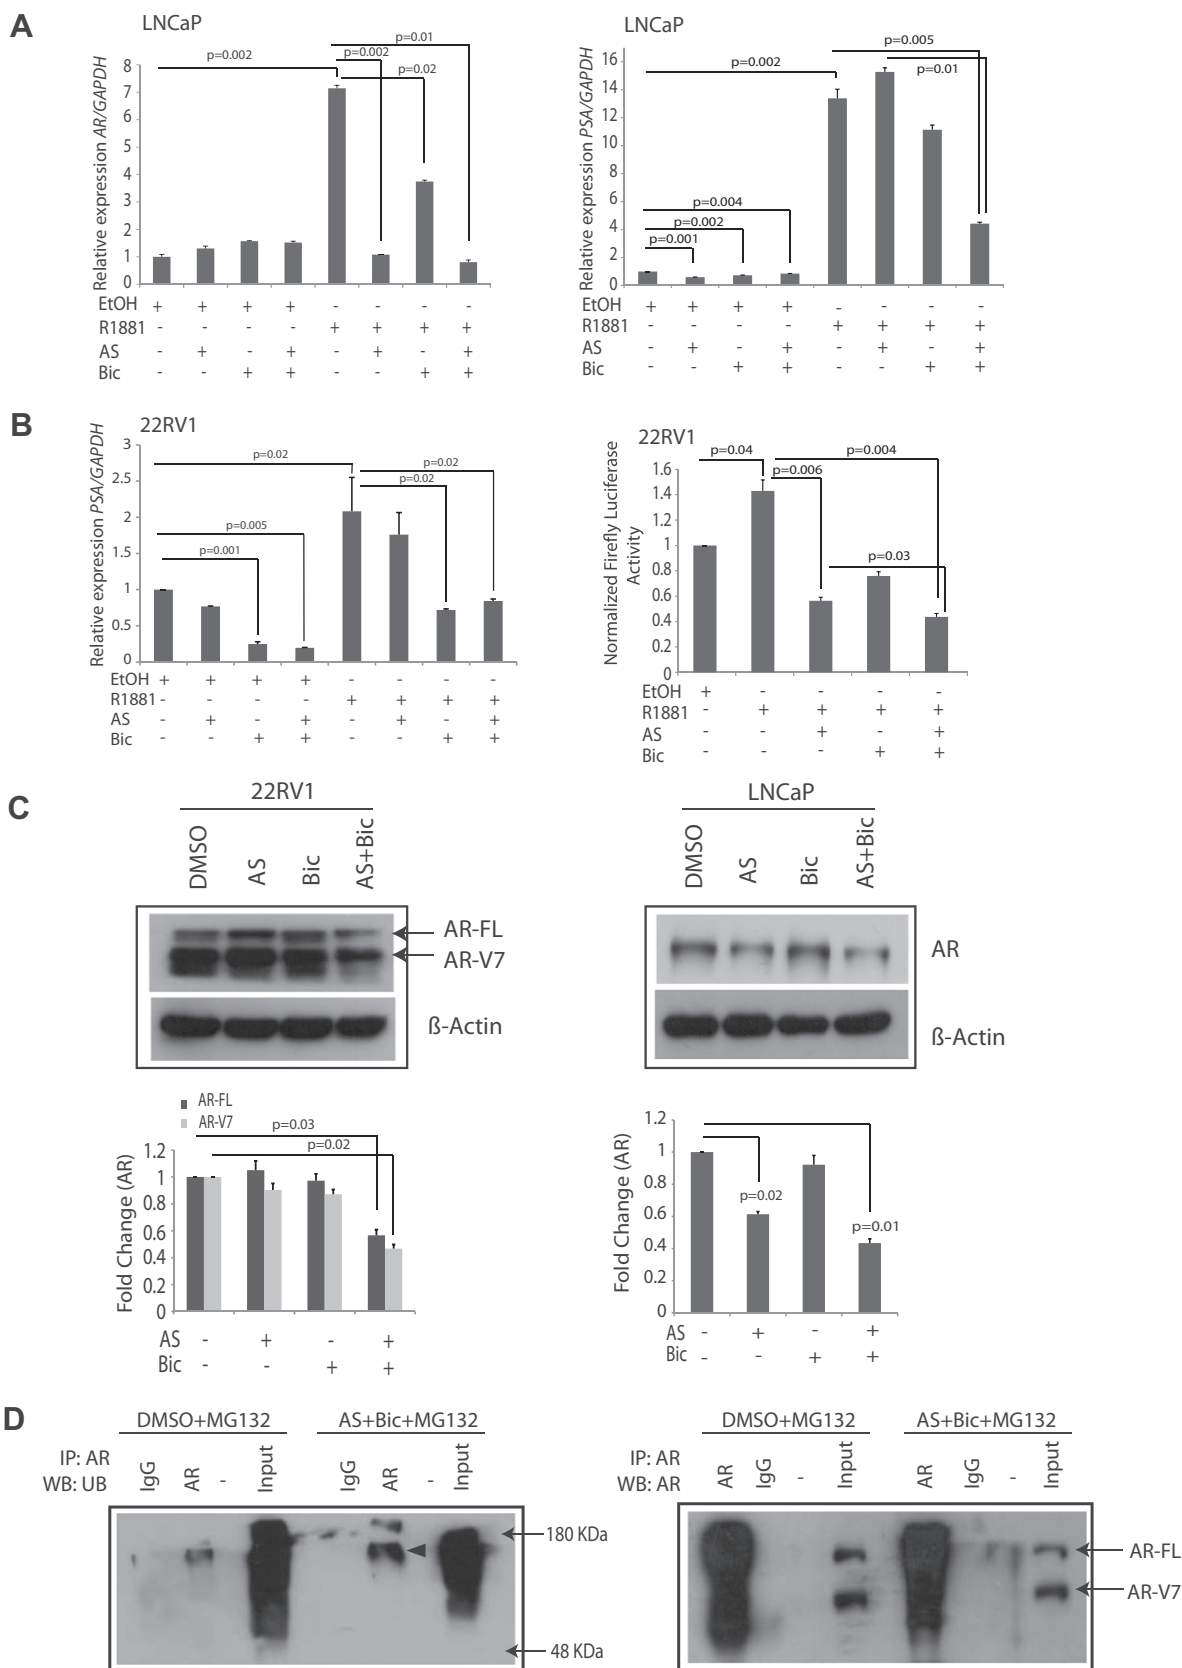 A
LNCaP
Relative expression AR/GAPDH
8
7
6
5
4
3
2
1
0
p=0.01
p=0.002
p=0.002
p=0.02
EtOH + + + + - - - -
R1881 - - - - + + + +
AS - + - + - + - +
Bic - - + + - - + +
LNCaP
Relative expression PSA/GAPDH
16
14
12
10
8
6
4
2
0
p=0.005
p=0.002
p=0.01
p=0.004
p=0.002
p=0.001
EtOH + + + + - - - -
R1881 - - - - + + + +
AS - + - + - + - +
Bic - - + + - - + +
B
22RV1
Relative expression PSA/GAPDH
3
2.5
2
1.5
1
0.5
0
p=0.02
p=0.02
p=0.02
p=0.005
p=0.001
EtOH + + + + - - - -
R1881 - - - - + + + +
AS - + - + - + - +
Bic - - + + - - + +
22RV1
Normalized Firefly Luciferase
Activity
1.6
1.4
1.2
1
0.8
0.6
0.4
0.2
0
p=0.04
p=0.004
p=0.006
p=0.03
EtOH + - - - -
R1881 - + + + +
AS - - + - +
Bic - - - + +
C
22RV1
DMSO
AS
Bic
AS+Bic
AR-FL
AR-V7
ß-Actin
LNCaP
DMSO
AS
Bic
AS+Bic
AR
ß-Actin
AR-FL
AR-V7
p=0.03
p=0.02
Fold Change (AR)
1.2
1
0.8
0.6
0.4
0.2
0
AS - + - +
Bic - - + +
Fold Change (AR)
1.2
1
0.8
0.6
0.4
0.2
0
p=0.02
p=0.01
AS - + - +
Bic - - + +
D
DMSO+MG132
AS+Bic+MG132
IP: AR
WB: UB
IgG
AR
-
Input
IgG
AR
-
Input
180 KDa
48 KDa
DMSO+MG132
AS+Bic+MG132
IP: AR
WB: AR
AR
IgG
-
Input
AR
IgG
-
Input
AR-FL
AR-V7